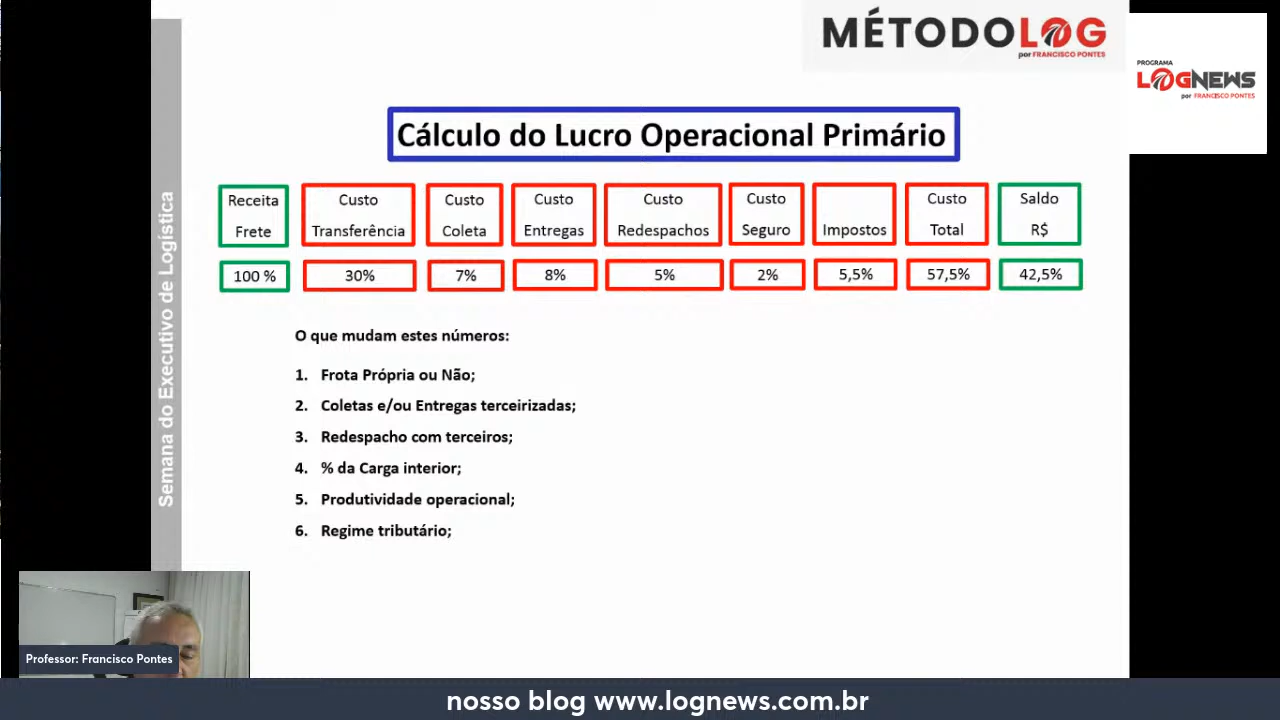 MÉTODOLOG
por FRANCISCO PONTES
PROGRAMA
LOGNEWS
por FRANCISCO PONTES
Semana do Executivo de Logística
Cálculo do Lucro Operacional Primário
Receita Frete
Custo Transferência
Custo Coleta
Custo Entregas
Custo Redespachos
Custo Seguro
Impostos
Custo Total
Saldo R$
100 % 30% 7% 8% 5% 2% 5,5% 57,5% 42,5%
O que mudam estes números:
1. Frota Própria ou Não;
2. Coletas e/ou Entregas terceirizadas;
3. Redespacho com terceiros;
4. % da Carga interior;
5. Produtividade operacional;
6. Regime tributário;
Professor: Francisco Pontes
nosso blog www.lognews.com.br